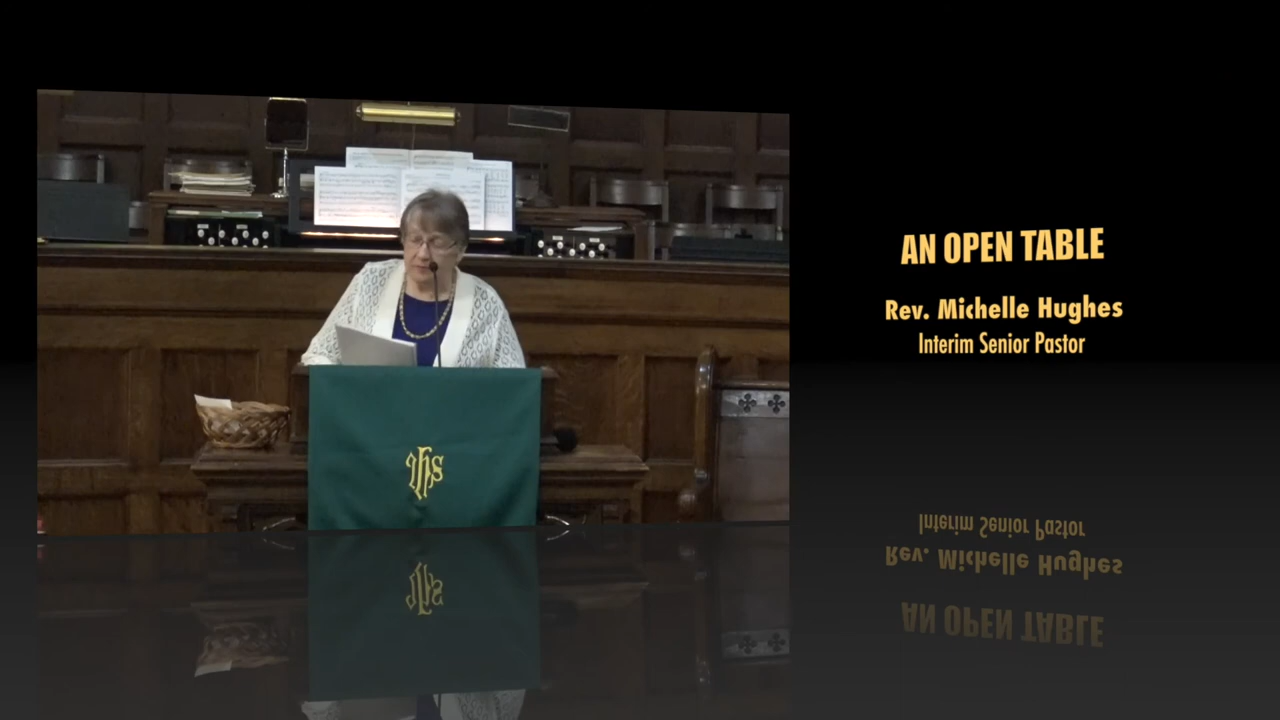 AN OPEN TABLE
Rev. Michelle Hughes
Interim Senior Pastor
IHS